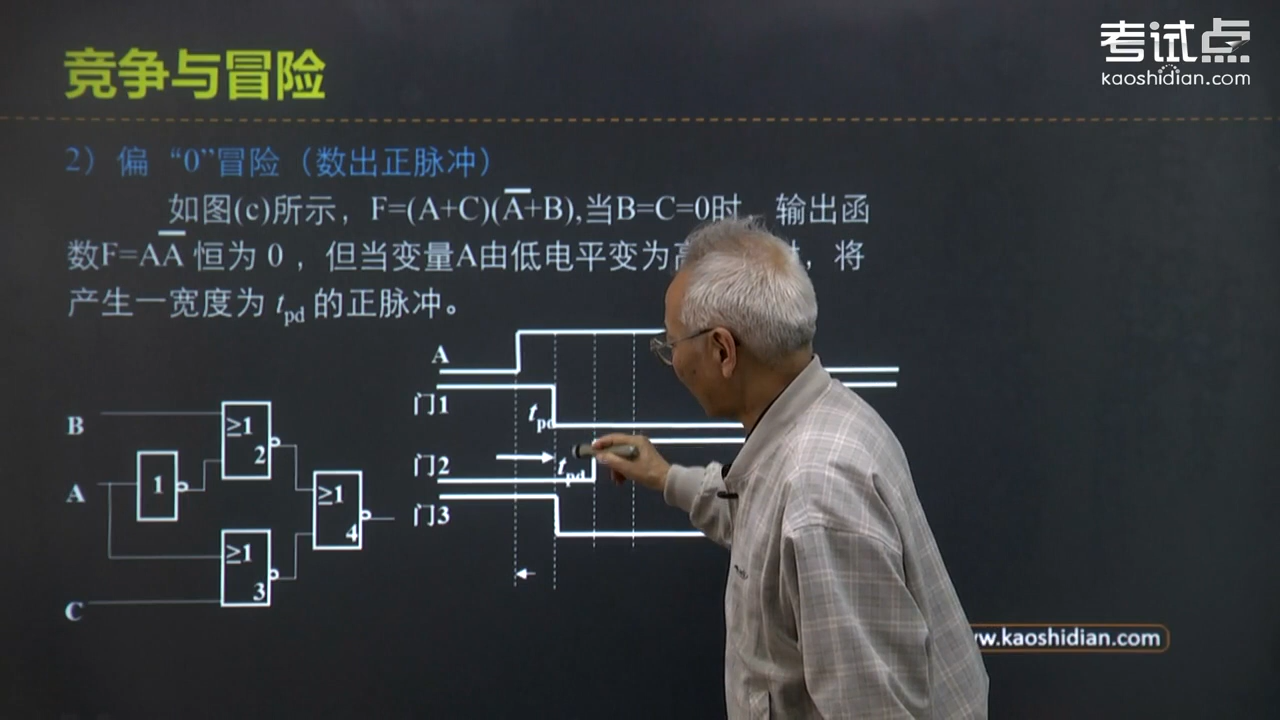 考试点
kaoshidian.com
竞争与冒险
2）偏“0”冒险（数出正脉冲）
如图(c)所示，F=(A+C)(A̅+B),当B=C=0时，输出函
数F=AA̅ 恒为 0 ，但当变量A由低电平变为高 ，将
产生一宽度为 tpd 的正脉冲。
A
门1
tpd
门2
tpd
门3
B
≥1
2
A
1
≥1
4
≥1
3
C
www.kaoshidian.com